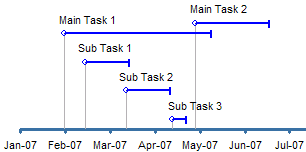 Main Task 2
Main Task 1
Sub Task 1
Sub Task 2
Sub Task 3
Jan-07 Feb-07 Mar-07 Apr-07 May-07 Jun-07 Jul-07